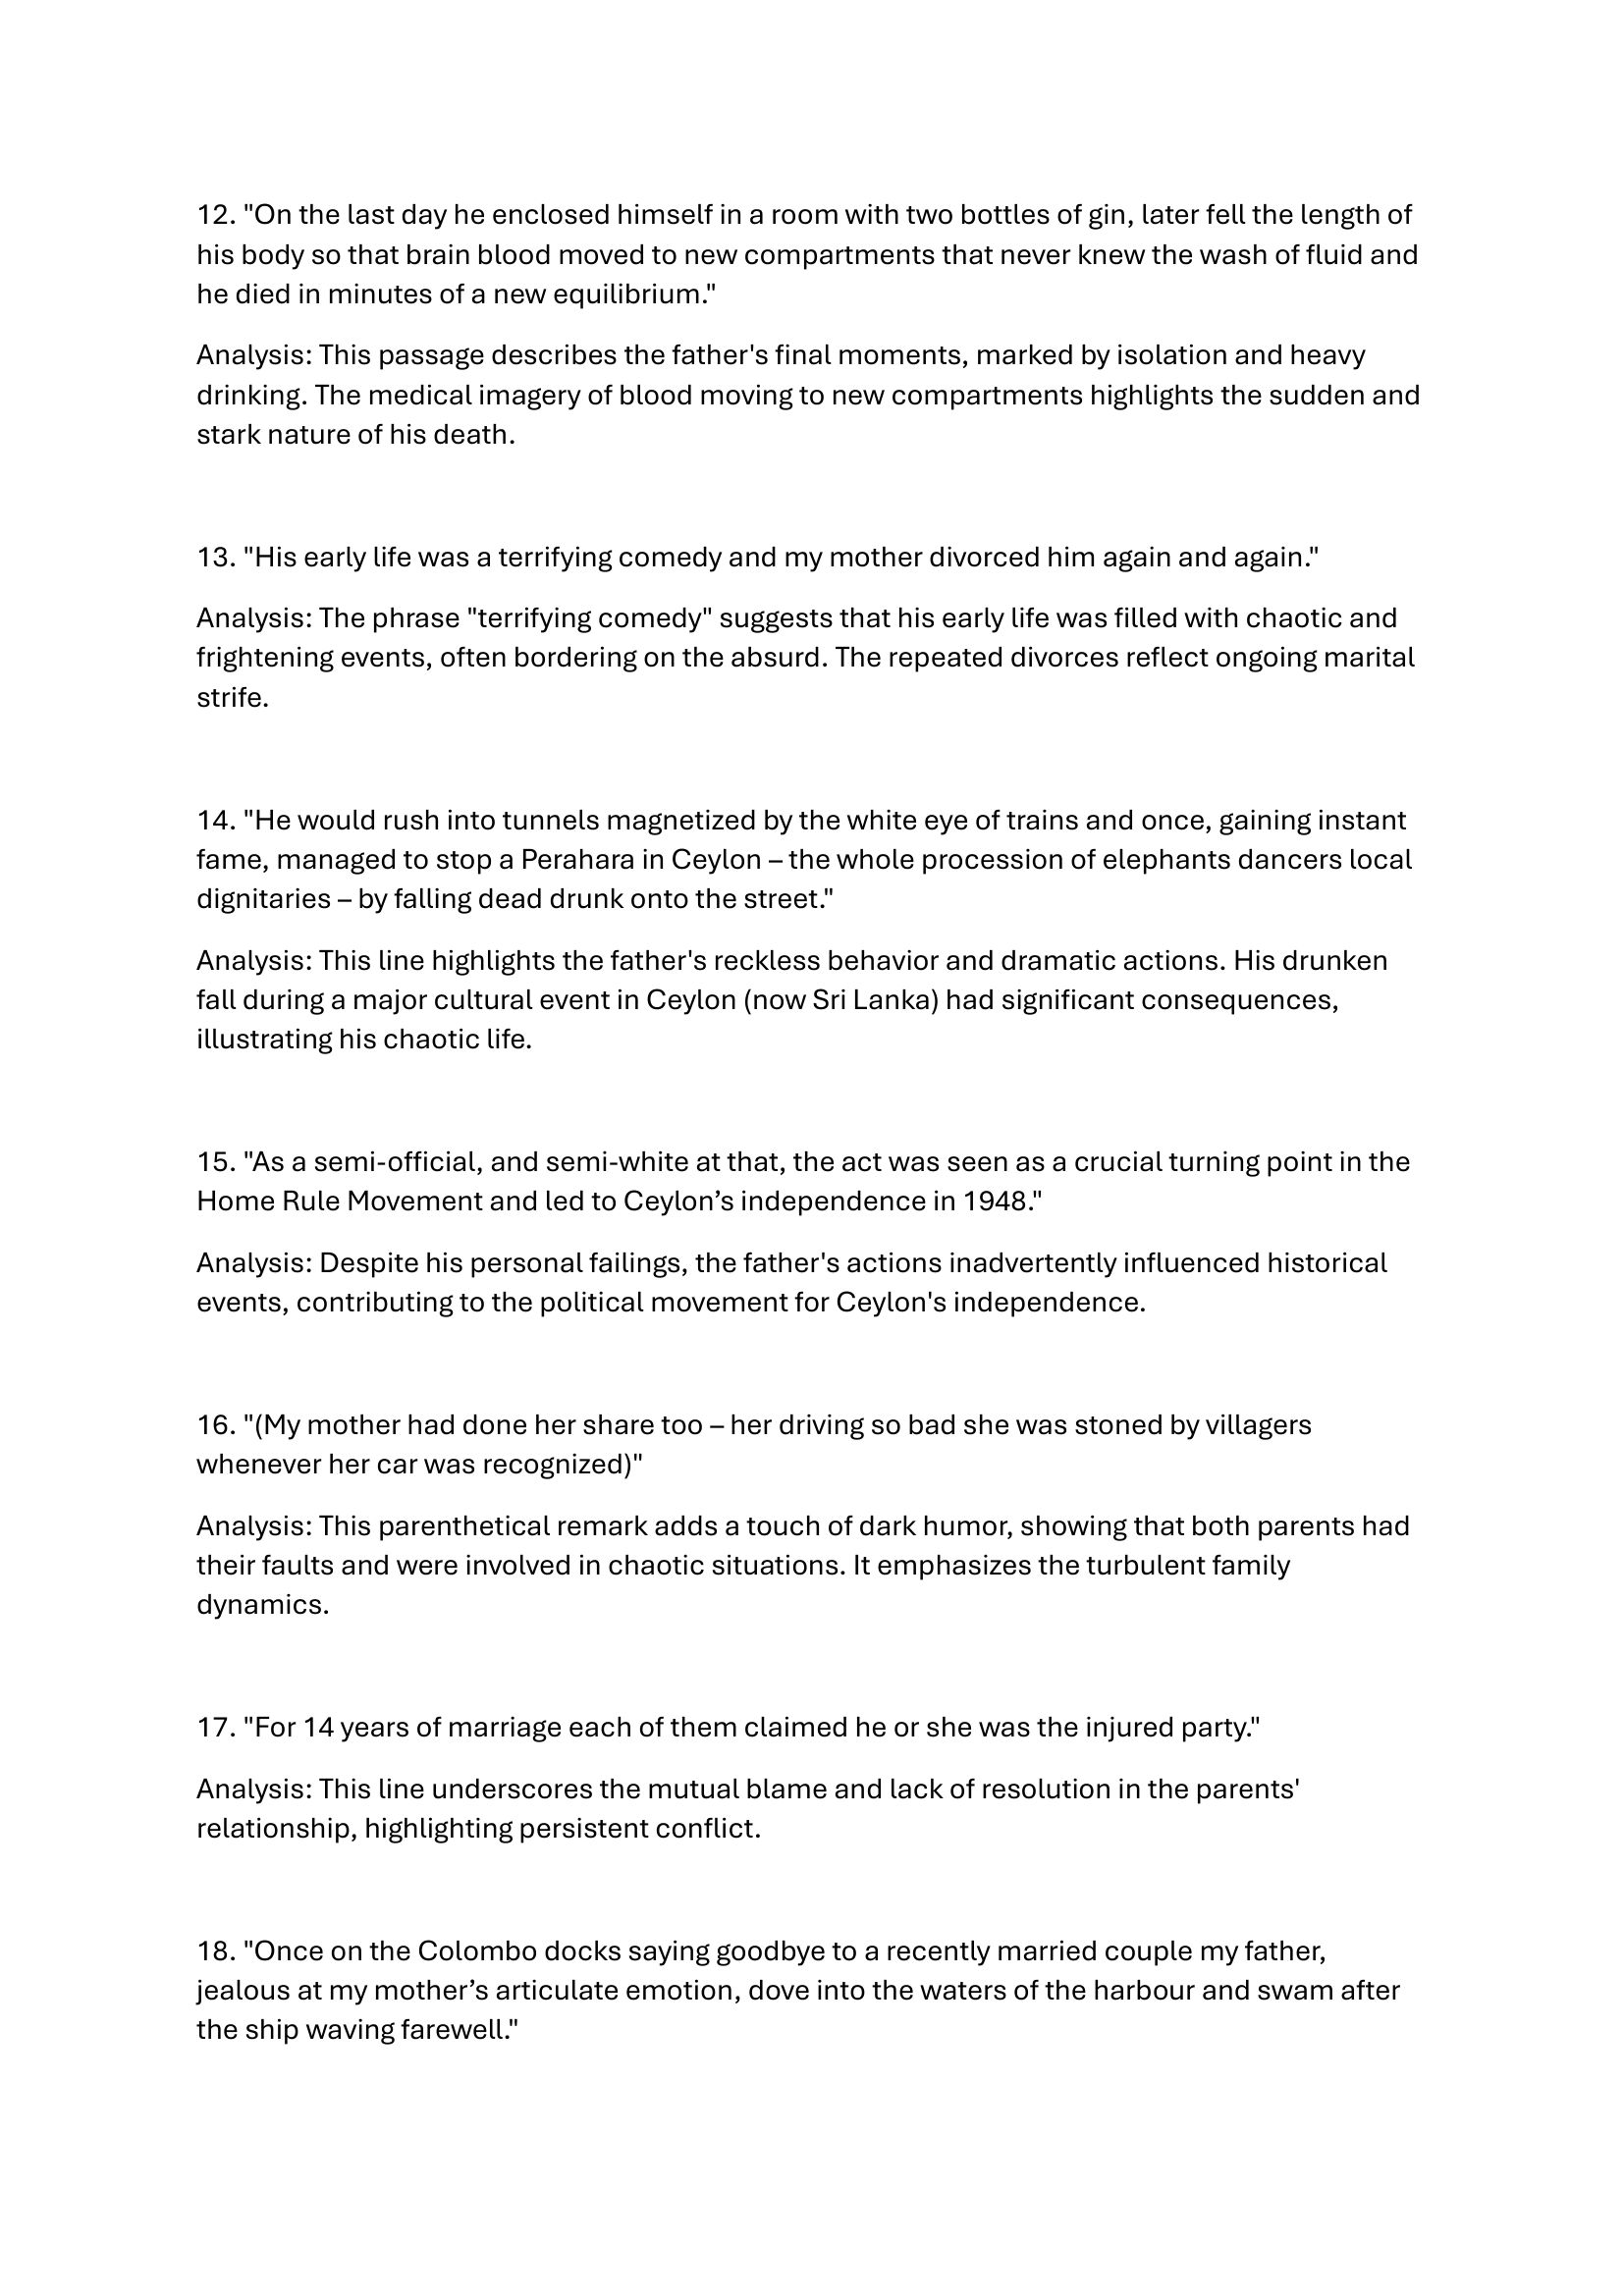 12. "On the last day he enclosed himself in a room with two bottles of gin, later fell the length of
his body so that brain blood moved to new compartments that never knew the wash of fluid and
he died in minutes of a new equilibrium."
Analysis: This passage describes the father's final moments, marked by isolation and heavy
drinking. The medical imagery of blood moving to new compartments highlights the sudden and
stark nature of his death.
13. "His early life was a terrifying comedy and my mother divorced him again and again."
Analysis: The phrase "terrifying comedy" suggests that his early life was filled with chaotic and
frightening events, often bordering on the absurd. The repeated divorces reflect ongoing marital
strife.
14. "He would rush into tunnels magnetized by the white eye of trains and once, gaining instant
fame, managed to stop a Perahara in Ceylon – the whole procession of elephants dancers local
dignitaries – by falling dead drunk onto the street."
Analysis: This line highlights the father's reckless behavior and dramatic actions. His drunken
fall during a major cultural event in Ceylon (now Sri Lanka) had significant consequences,
illustrating his chaotic life.
15. "As a semi-official, and semi-white at that, the act was seen as a crucial turning point in the
Home Rule Movement and led to Ceylon’s independence in 1948."
Analysis: Despite his personal failings, the father's actions inadvertently influenced historical
events, contributing to the political movement for Ceylon's independence.
16. "(My mother had done her share too – her driving so bad she was stoned by villagers
whenever her car was recognized)"
Analysis: This parenthetical remark adds a touch of dark humor, showing that both parents had
their faults and were involved in chaotic situations. It emphasizes the turbulent family
dynamics.
17. "For 14 years of marriage each of them claimed he or she was the injured party."
Analysis: This line underscores the mutual blame and lack of resolution in the parents'
relationship, highlighting persistent conflict.
18. "Once on the Colombo docks saying goodbye to a recently married couple my father,
jealous at my mother’s articulate emotion, dove into the waters of the harbour and swam after
the ship waving farewell."